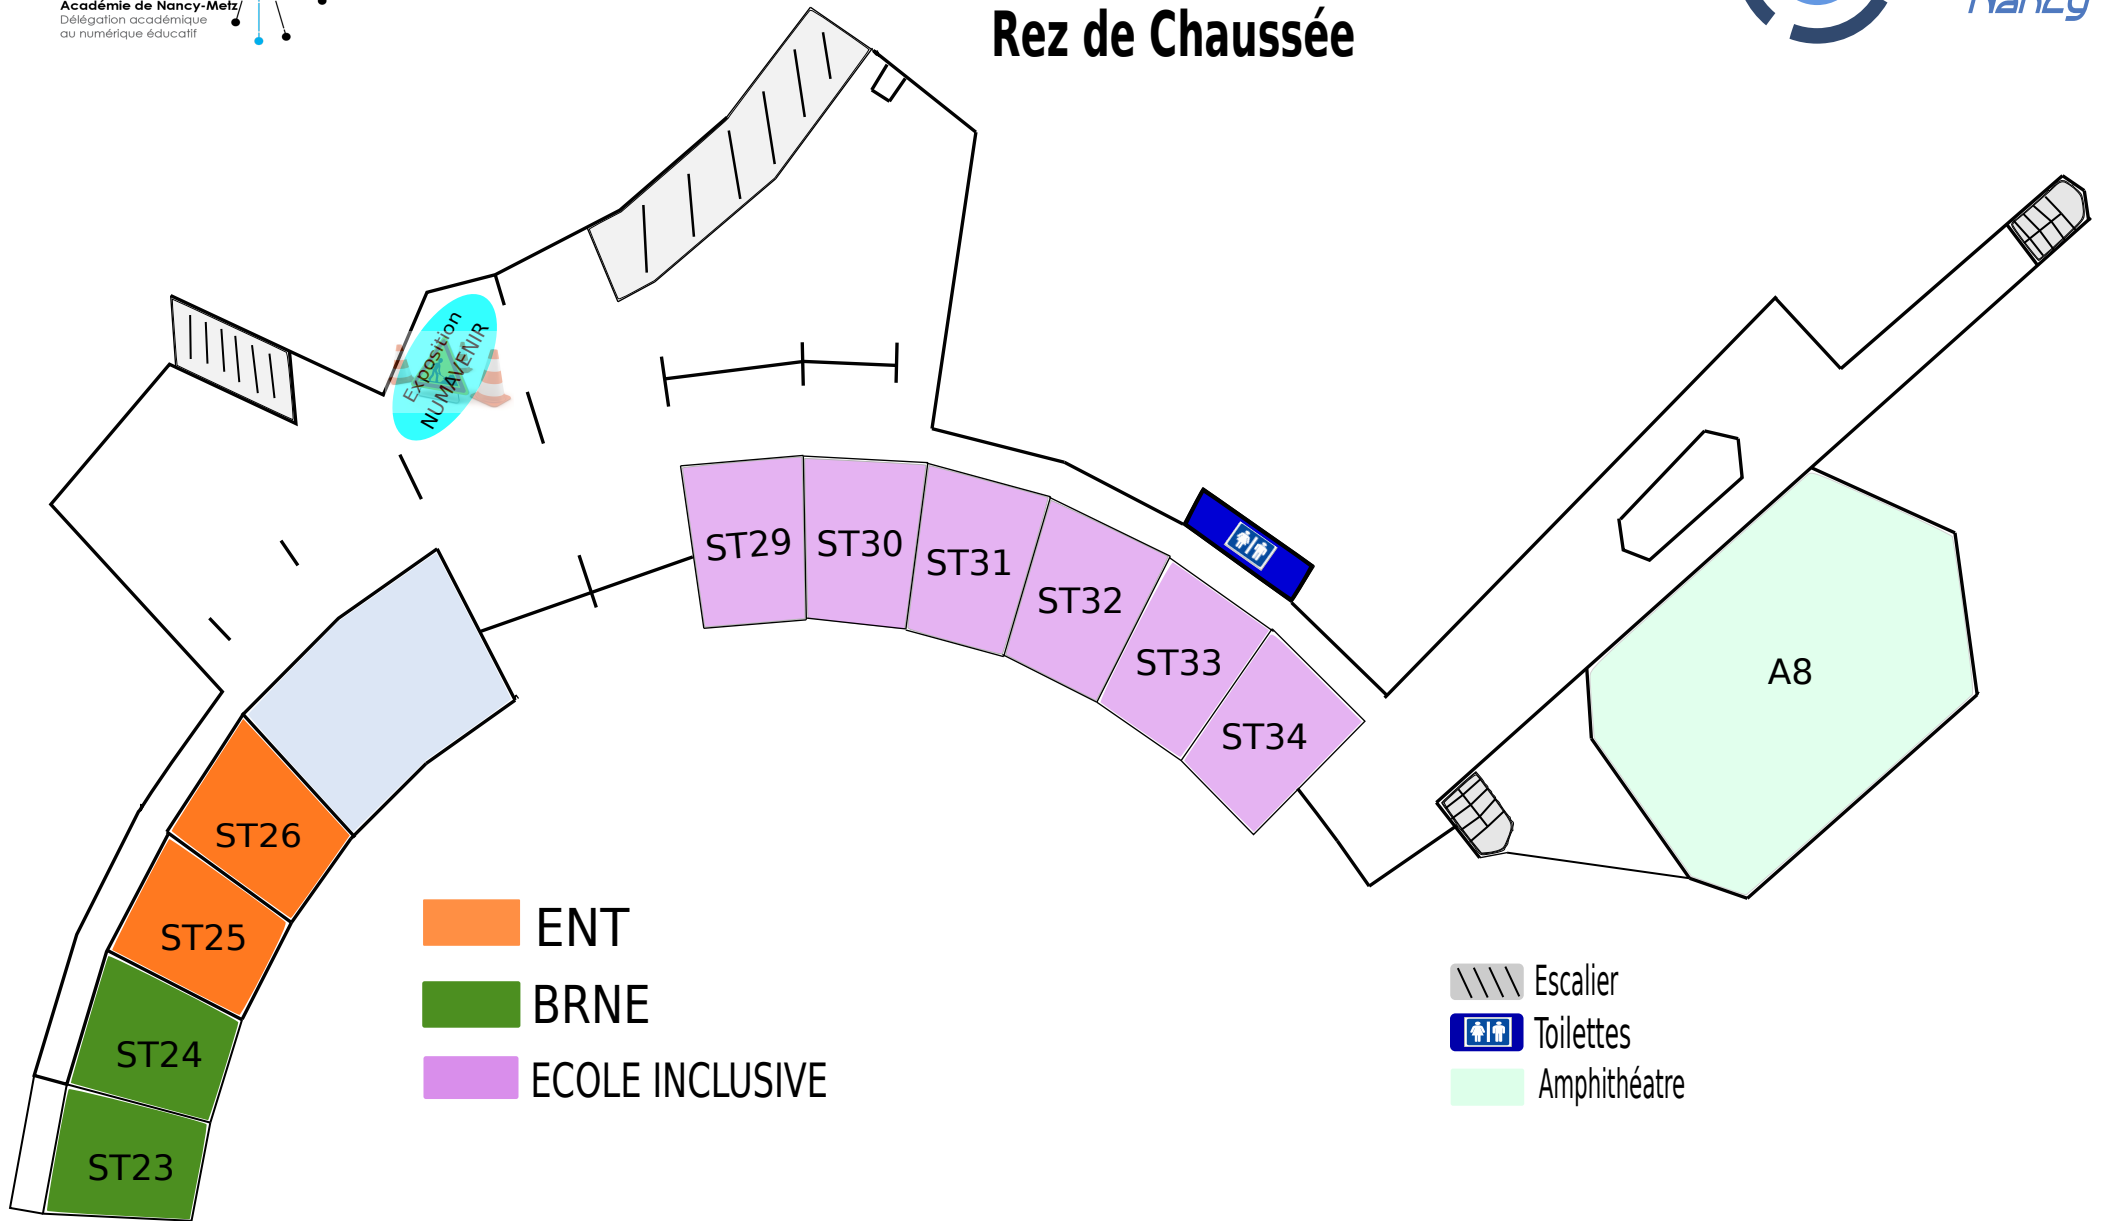 Académie de Nancy-Metz
Délégation académique
au numérique éducatif
Rez de Chaussée
Nancy
Exposition
NUMAVENIR
ST29
ST30
ST31
ST32
ST33
ST34
A8
ST26
ST25
ST24
ST23
ENT
BRNE
ECOLE INCLUSIVE
Escalier
Toilettes
Amphithéatre